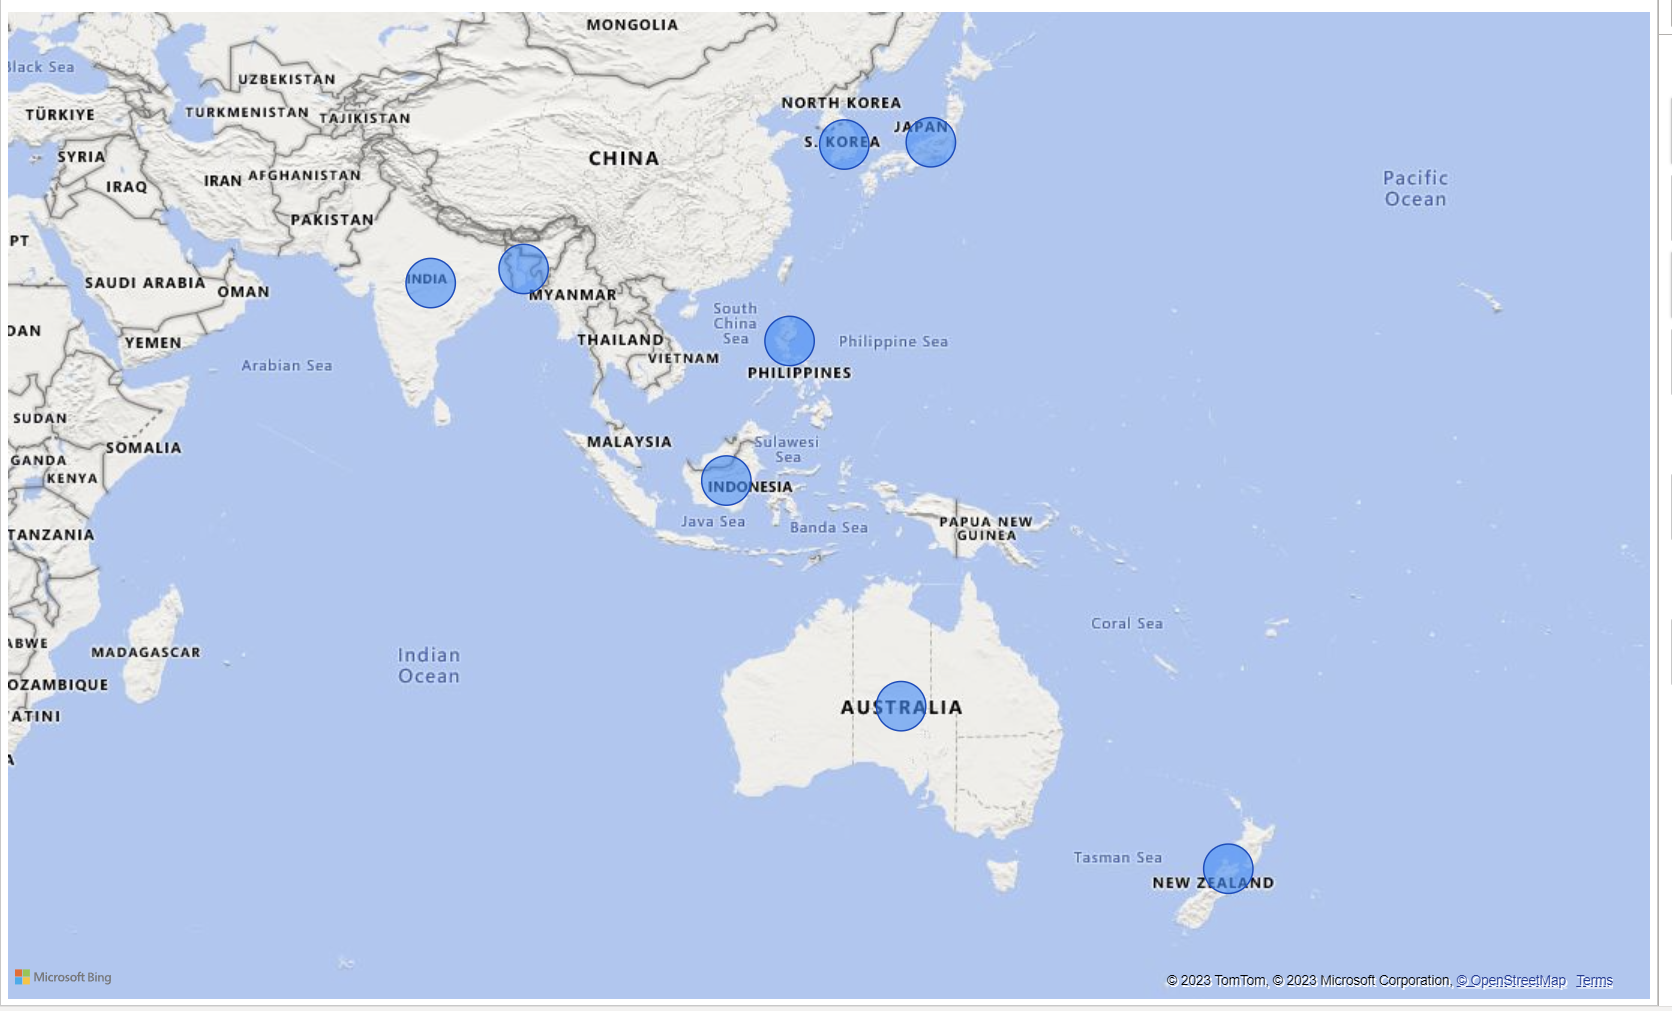 MONGOLIA
Black Sea
UZBEKISTAN
TÜRKİYE
TURKMENISTAN
TAJIKISTAN
NORTH KOREA
JAPAN
S. KOREA
SYRIA
CHINA
IRAQ
IRAN
AFGHANISTAN
Pacific
Ocean
PAKISTAN
PT
SAUDI ARABIA
OMAN
INDIA
MYANMAR
South
China
Sea
DAN
YEMEN
THAILAND
Philippine Sea
Arabian Sea
VIETNAM
PHILIPPINES
SUDAN
SOMALIA
MALAYSIA
Sulawesi
Sea
GANDA
KENYA
INDONESIA
Java Sea
Banda Sea
PAPUA NEW
GUINEA
TANZANIA
Coral Sea
ABWE
MADAGASCAR
Indian
Ocean
OZAMBIQUE
ATINI
AUSTRALIA
A
Tasman Sea
NEW ZEALAND
Microsoft Bing
© 2023 TomTom, © 2023 Microsoft Corporation, © OpenStreetMap Terms